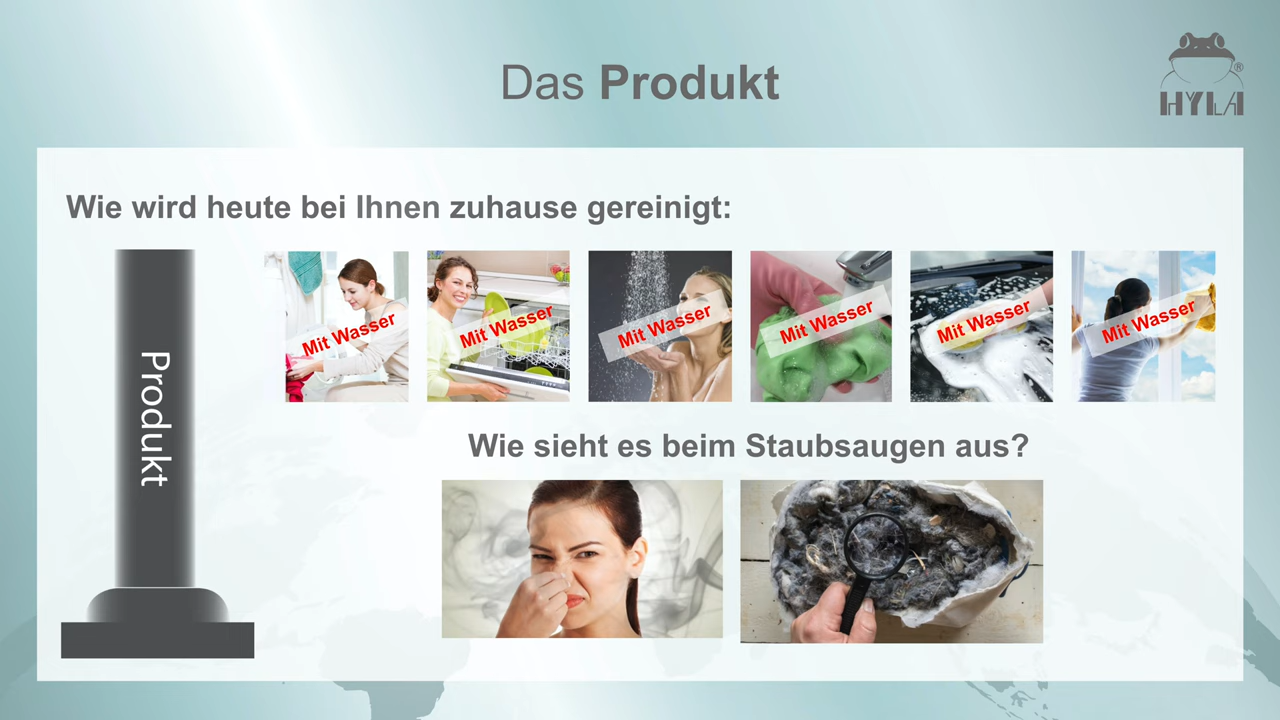 Das Produkt
HYLA®
Wie wird heute bei Ihnen zuhause gereinigt:
Produkt
Mit Wasser
Mit Wasser
Mit Wasser
Mit Wasser
Mit Wasser
Mit Wasser
Wie sieht es beim Staubsaugen aus?